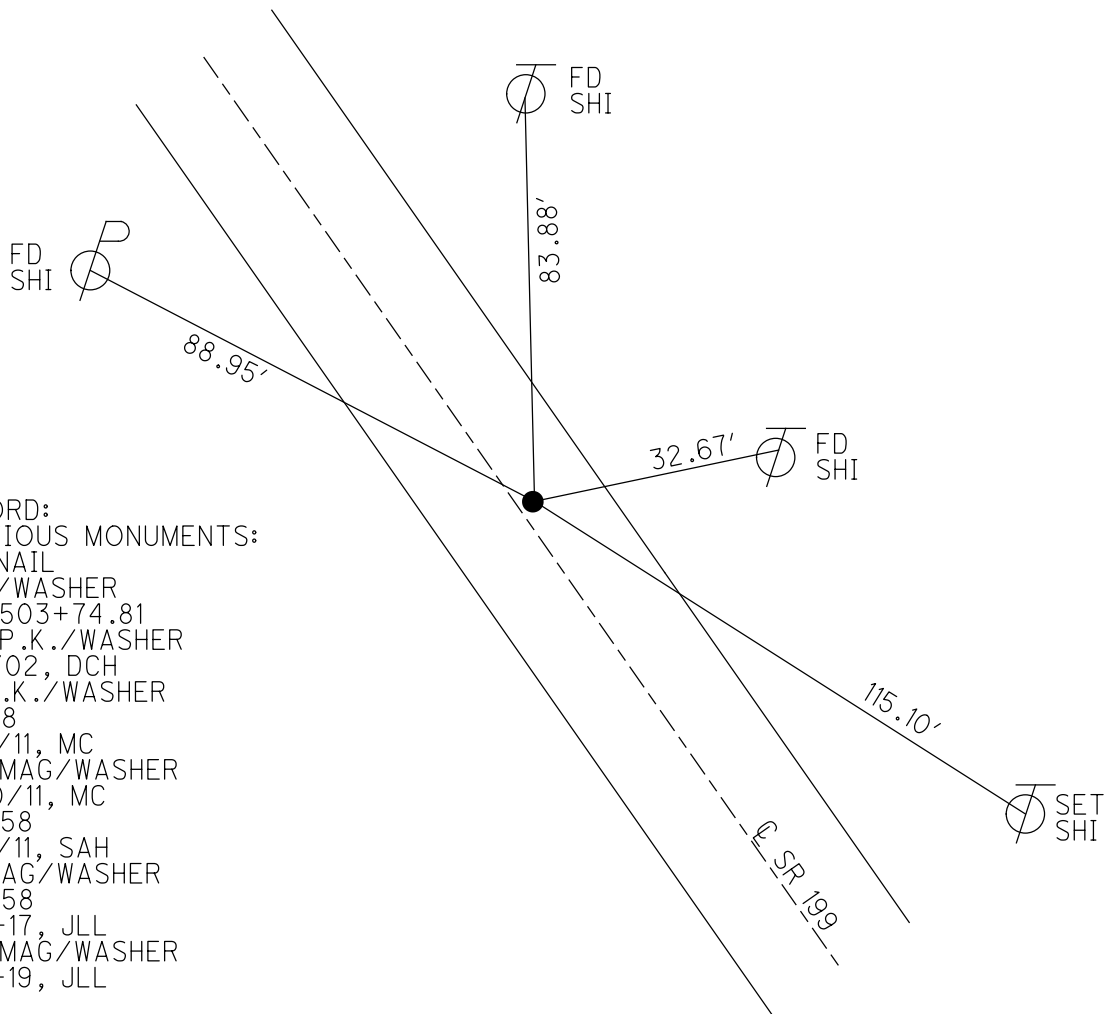 FD
SHI
83.88'
FD
SHI
88.95'
32.67'
FD
SHI
ORD:
IOUS MONUMENTS:
NAIL
/WASHER
503+74.81
P.K./WASHER
/02, DCH
.K./WASHER
8
/11, MC
MAG/WASHER
0/11, MC
58
/11, SAH
AG/WASHER
58
-17, JLL
MAG/WASHER
-19, JLL
115.10'
SET
SHI
℄ SR 199